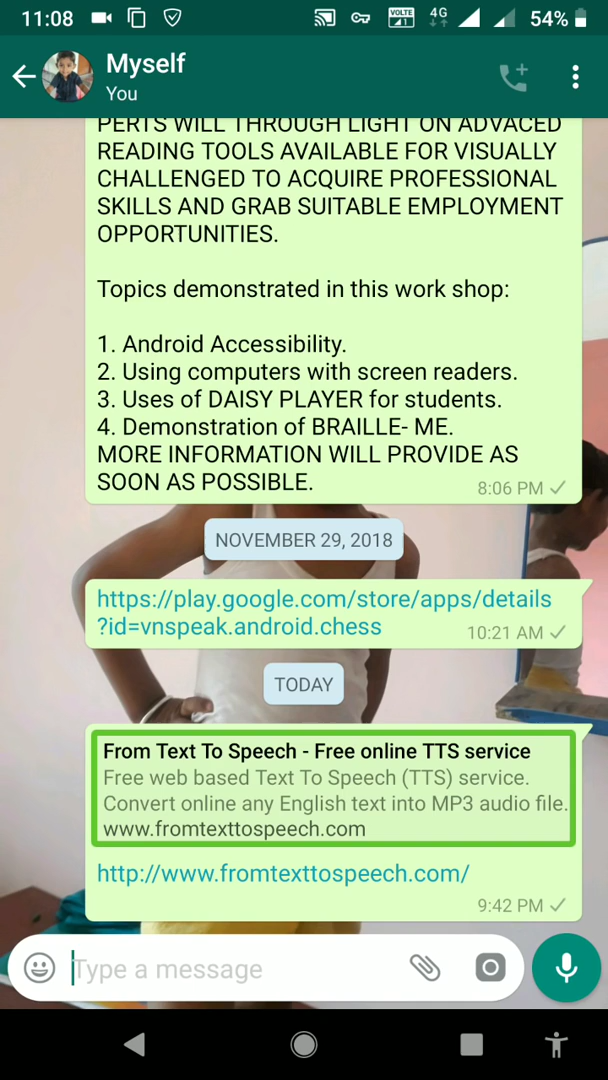 11:08 VOLTE 4G 54%
Myself
You
PERTS WILL THROUGH LIGHT ON ADVACED
READING TOOLS AVAILABLE FOR VISUALLY
CHALLENGED TO ACQUIRE PROFESSIONAL
SKILLS AND GRAB SUITABLE EMPLOYMENT
OPPORTUNITIES.
Topics demonstrated in this work shop:
1. Android Accessibility.
2. Using computers with screen readers.
3. Uses of DAISY PLAYER for students.
4. Demonstration of BRAILLE- ME.
MORE INFORMATION WILL PROVIDE AS
SOON AS POSSIBLE.
8:06 PM
NOVEMBER 29, 2018
https://play.google.com/store/apps/details
?id=vnspeak.android.chess
10:21 AM
TODAY
From Text To Speech - Free online TTS service
Free web based Text To Speech (TTS) service.
Convert online any English text into MP3 audio file.
www.fromtexttospeech.com
http://www.fromtexttospeech.com/
9:42 PM
Type a message